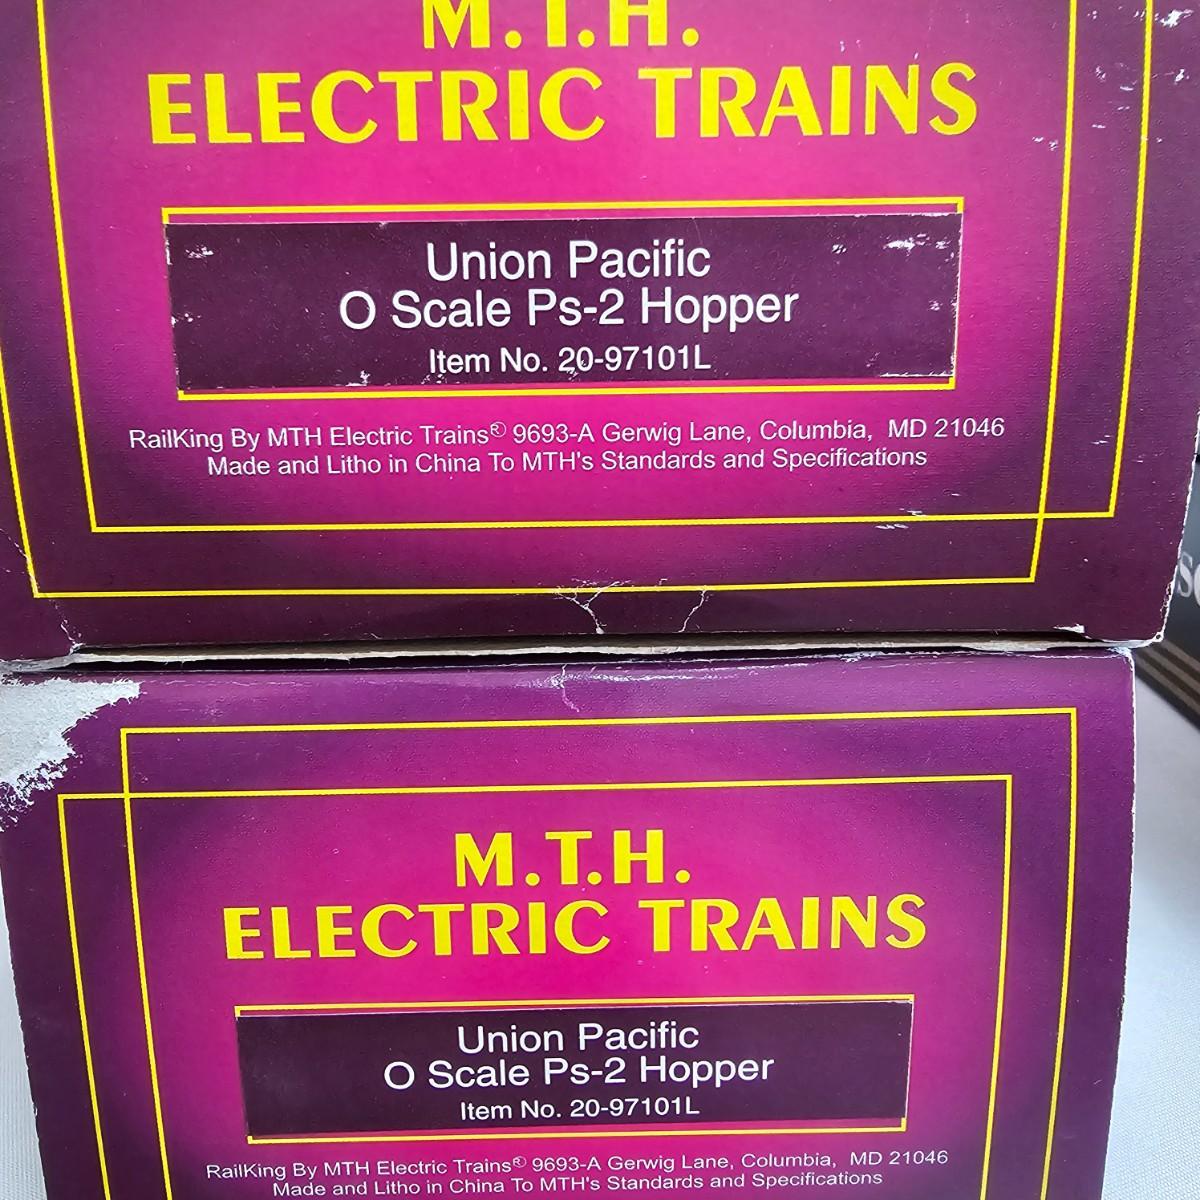 M.T.H.
ELECTRIC TRAINS
Union Pacific
O Scale Ps-2 Hopper
Item No. 20-97101L
RailKing By MTH Electric Trains® 9693-A Gerwig Lane, Columbia, MD 21046
Made and Litho in China To MTH's Standards and Specifications
M.T.H.
ELECTRIC TRAINS
Union Pacific
O Scale Ps-2 Hopper
Item No. 20-97101L
RailKing By MTH Electric Trains® 9693-A Gerwig Lane, Columbia, MD 21046
Made and Litho in China To MTH's Standards and Specifications